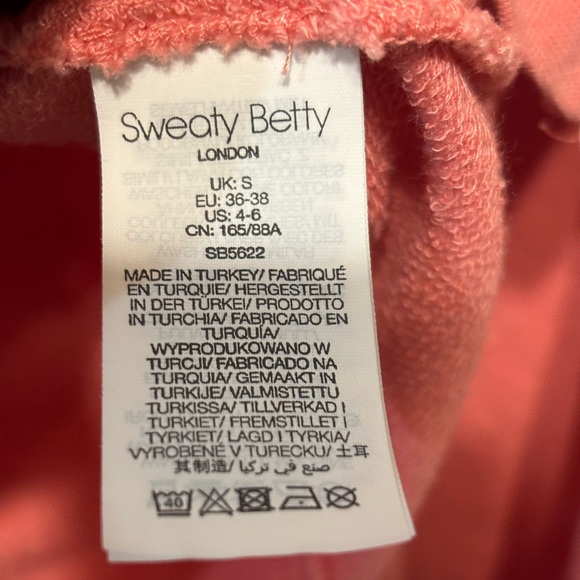 Sweaty Betty
LONDON
UK: S
EU: 36-38
US: 4-6
CN: 165/88A
SB5622
MADE IN TURKEY/ FABRIQUÉ
EN TURQUIE/ HERGESTELLT
IN DER TÜRKEI/ PRODOTTO
IN TURCHIA/ FABRICADO EN
TURQUÍA/
WYPRODUKOWANO W
TURCJI/ FABRICADO NA
TURQUIA/ GEMAAKT IN
TURKIJE/ VALMISTETTU
TURKISSA/ TILLVERKAD I
TURKIET/ FREMSTILLET I
TYRKIET/ LAGD I TYRKIA/
VYROBENÉ V TURECKU/ 土耳
其制造/ صنع في تركيا
40